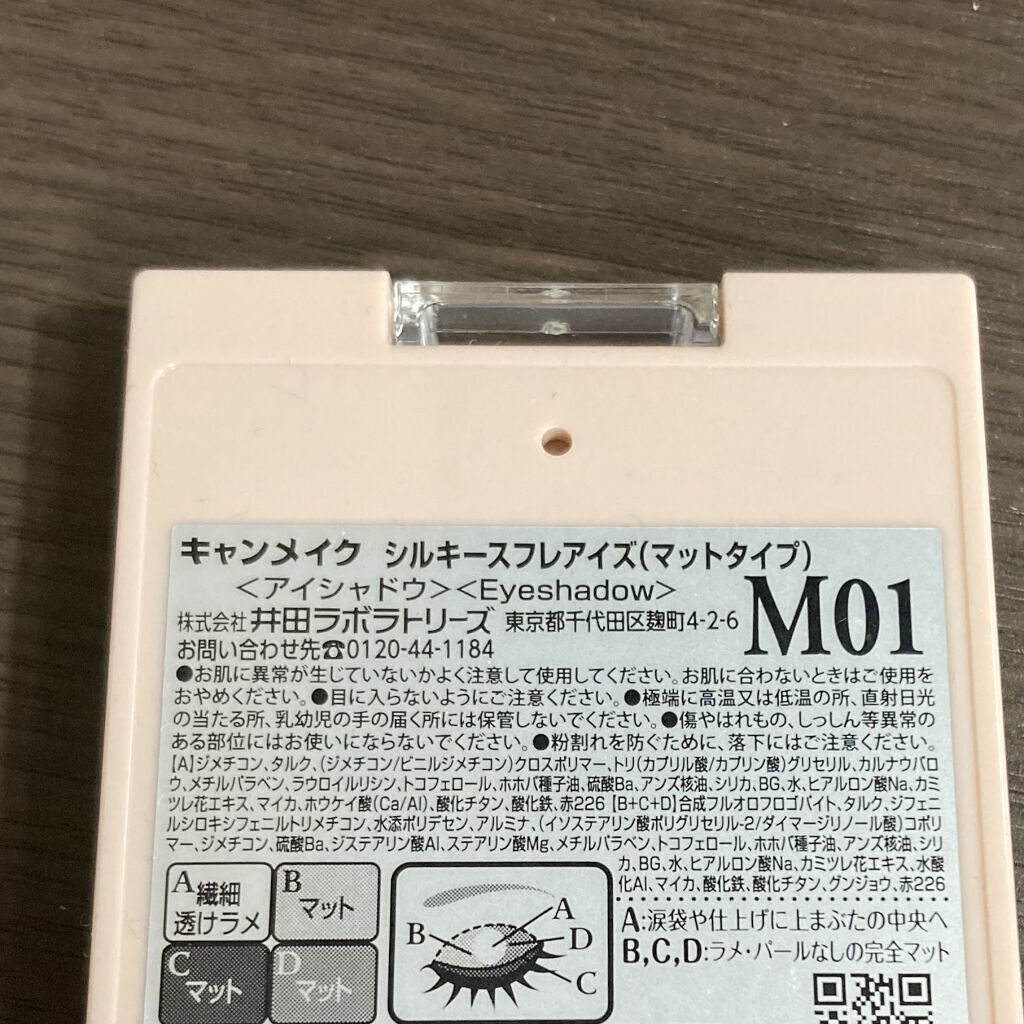 キャンメイク シルキースフレアイズ(マットタイプ)
<アイシャドウ><Eyeshadow>
M01
株式会社 井田ラボラトリーズ 東京都千代田区麹町4-2-6
お問い合わせ先☎0120-44-1184
●お肌に異常が生じていないかよく注意して使用してください。お肌に合わないときはご使用を
おやめください。●目に入らないようにご注意ください。●極端に高温又は低温の所、直射日光
の当たる所、乳幼児の手の届く所には保管しないでください。●傷やはれもの、しっしん等異常の
ある部位にはお使いにならないでください。●粉割れを防ぐために、落下にはご注意ください。
【A】ジメチコン、タルク、(ジメチコン/ビニルジメチコン)クロスポリマー、トリ(カプリル酸/カプリン酸)グリセリル、カルナウバロ
ウ、メチルパラベン、ラウロイルリシン、トコフェロール、ホホバ種子油、硫酸Ba、アンズ核油、シリカ、BG、水、ヒアルロン酸Na、カミ
ツレ花エキス、マイカ、ホウケイ酸(Ca/Al)、酸化チタン、酸化鉄、赤226【B+C+D】合成フルオロフロゴパイト、タルク、ジフェニ
ルシロキシフェニルトリメチコン、水添ポリデセン、アルミナ、(イソステアリン酸ポリグリセリル-2/ダイマージリノール酸)コポリ
マー、ジメチコン、硫酸Ba、ジステアリン酸Al、ステアリン酸Mg、メチルパラベン、トコフェロール、ホホバ種子油、アンズ核油、シリ
カ、BG、水、ヒアルロン酸Na、カミツレ花エキス、水酸
化Al、マイカ、酸化鉄、酸化チタン、グンジョウ、赤226
A 繊細
透けラメ
B
マット
C
マット
D
マット
A
B
D
C
A:涙袋や仕上げに上まぶたの中央へ
B,C,D:ラメ・パールなしの完全マット